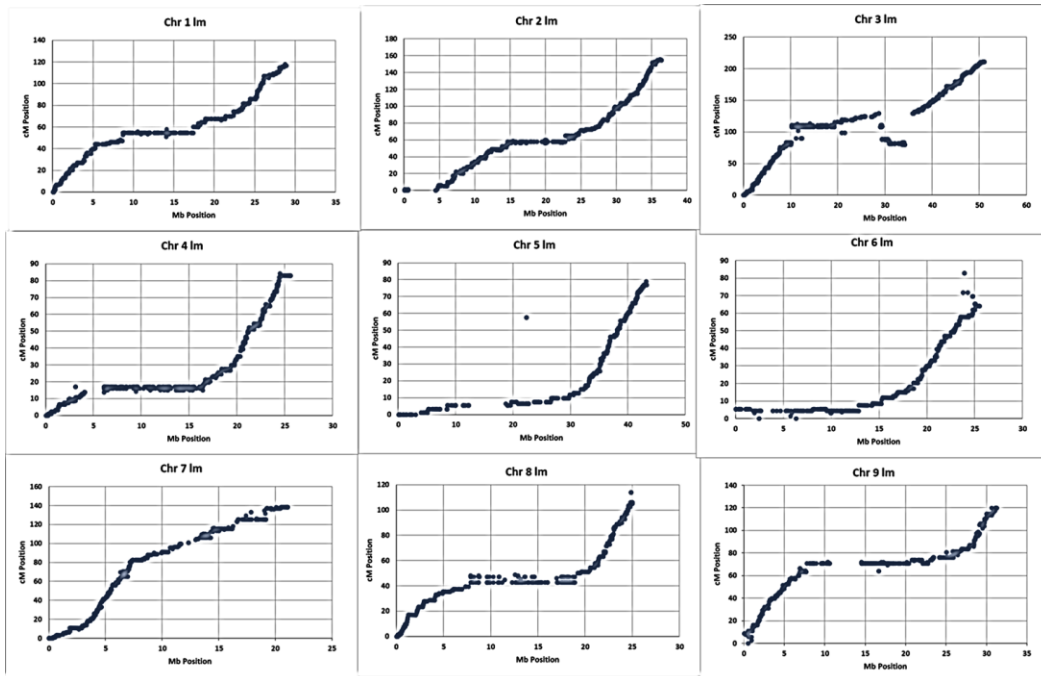 Chr 1 lm
140
120
100
80
60
40
20
0
cM Position
0 5 10 15 20 25 30 35
Mb Position
Chr 2 lm
180
160
140
120
100
80
60
40
20
0
cM Position
0 5 10 15 20 25 30 35 40
Mb Position
Chr 3 lm
250
200
150
100
50
0
cM Position
0 10 20 30 40 50 60
Mb Position
Chr 4 lm
90
80
70
60
50
40
30
20
10
0
cM Position
0 5 10 15 20 25 30
Mb Position
Chr 5 lm
90
80
70
60
50
40
30
20
10
0
cM Position
0 10 20 30 40 50
Mb Position
Chr 6 lm
90
80
70
60
50
40
30
20
10
0
cM Position
0 5 10 15 20 25 30
Mb Position
Chr 7 lm
160
140
120
100
80
60
40
20
0
cM Position
0 5 10 15 20 25
Mb Position
Chr 8 lm
120
100
80
60
40
20
0
cM Position
0 5 10 15 20 25 30
Mb Position
Chr 9 lm
140
120
100
80
60
40
20
0
cM Position
0 5 10 15 20 25 30 35
Mb Position